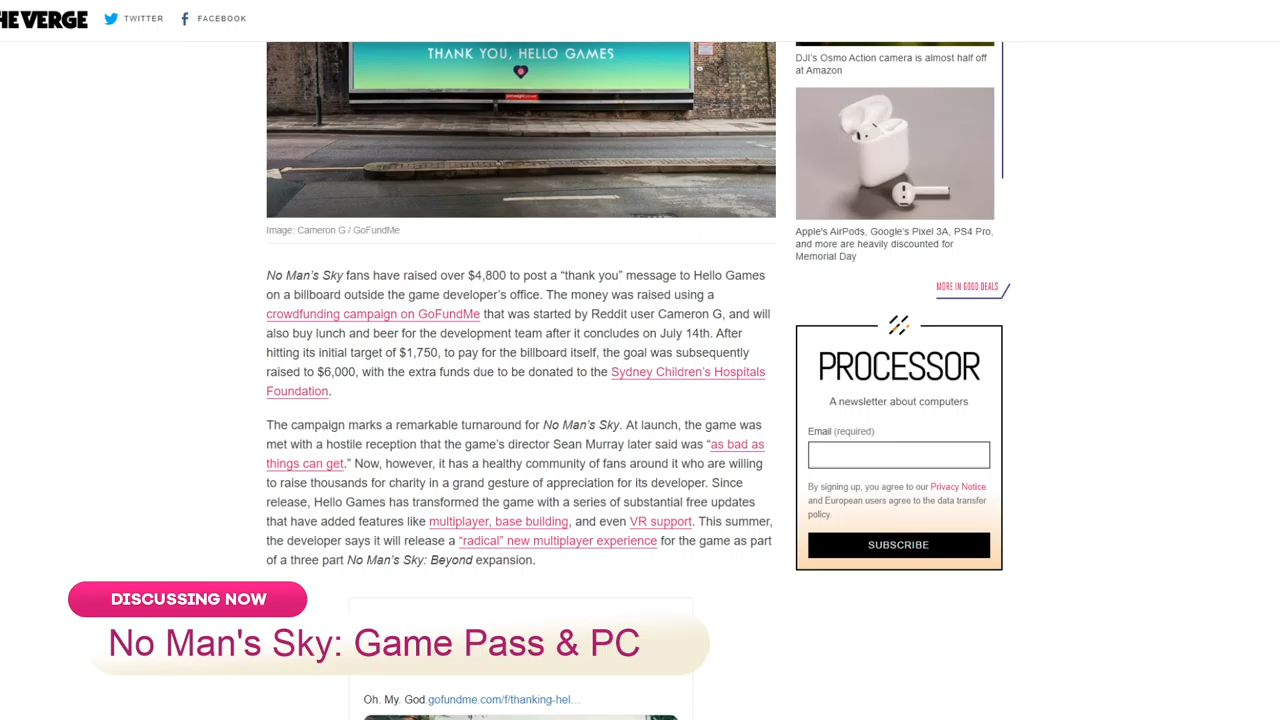 HE VERGE TWITTER FACEBOOK
THANK YOU, HELLO GAMES
Image: Cameron G / GoFundMe
No Man's Sky fans have raised over $4,800 to post a “thank you” message to Hello Games
on a billboard outside the game developer's office. The money was raised using a
crowdfunding campaign on GoFundMe that was started by Reddit user Cameron G, and will
also buy lunch and beer for the development team after it concludes on July 14th. After
hitting its initial target of $1,750, to pay for the billboard itself, the goal was subsequently
raised to $6,000, with the extra funds due to be donated to the Sydney Children's Hospitals
Foundation.
The campaign marks a remarkable turnaround for No Man's Sky. At launch, the game was
met with a hostile reception that the game's director Sean Murray later said was “as bad as
things can get.” Now, however, it has a healthy community of fans around it who are willing
to raise thousands for charity in a grand gesture of appreciation for its developer. Since
release, Hello Games has transformed the game with a series of substantial free updates
that have added features like multiplayer, base building, and even VR support. This summer,
the developer says it will release a “radical” new multiplayer experience for the game as part
of a three part No Man's Sky: Beyond expansion.
DJI's Osmo Action camera is almost half off
at Amazon
Apple's AirPods, Google's Pixel 3A, PS4 Pro,
and more are heavily discounted for
Memorial Day
MORE IN GOOD DEALS
PROCESSOR
A newsletter about computers
Email (required)
By signing up, you agree to our Privacy Notice
and European users agree to the data transfer
policy.
SUBSCRIBE
DISCUSSING NOW
No Man's Sky: Game Pass & PC
Oh. My. God.gofundme.com/f/thanking-hel…